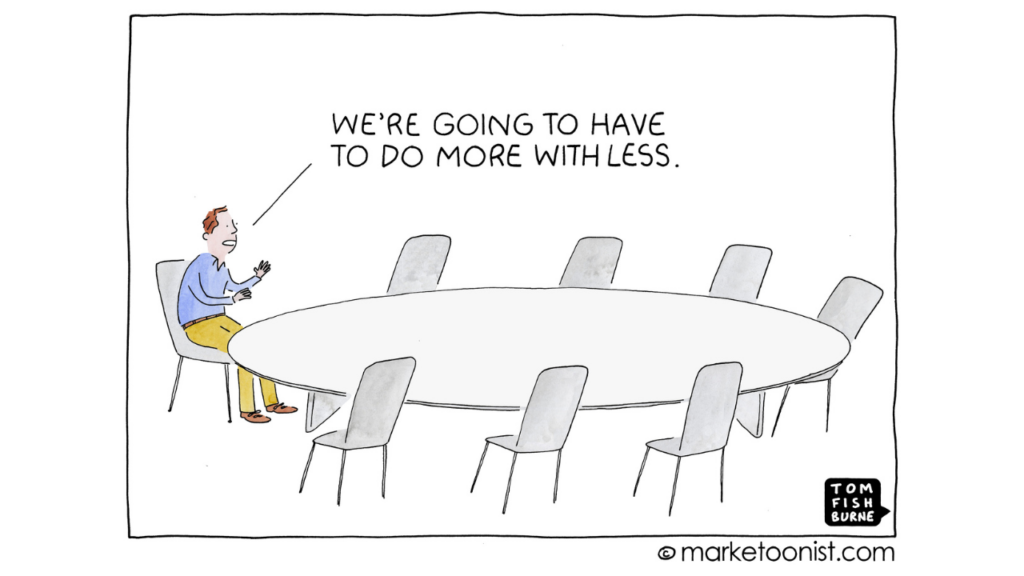 WE'RE GOING TO HAVE
TO DO MORE WITH LESS.
TOM
FISH
BURNE
© marketoonist.com